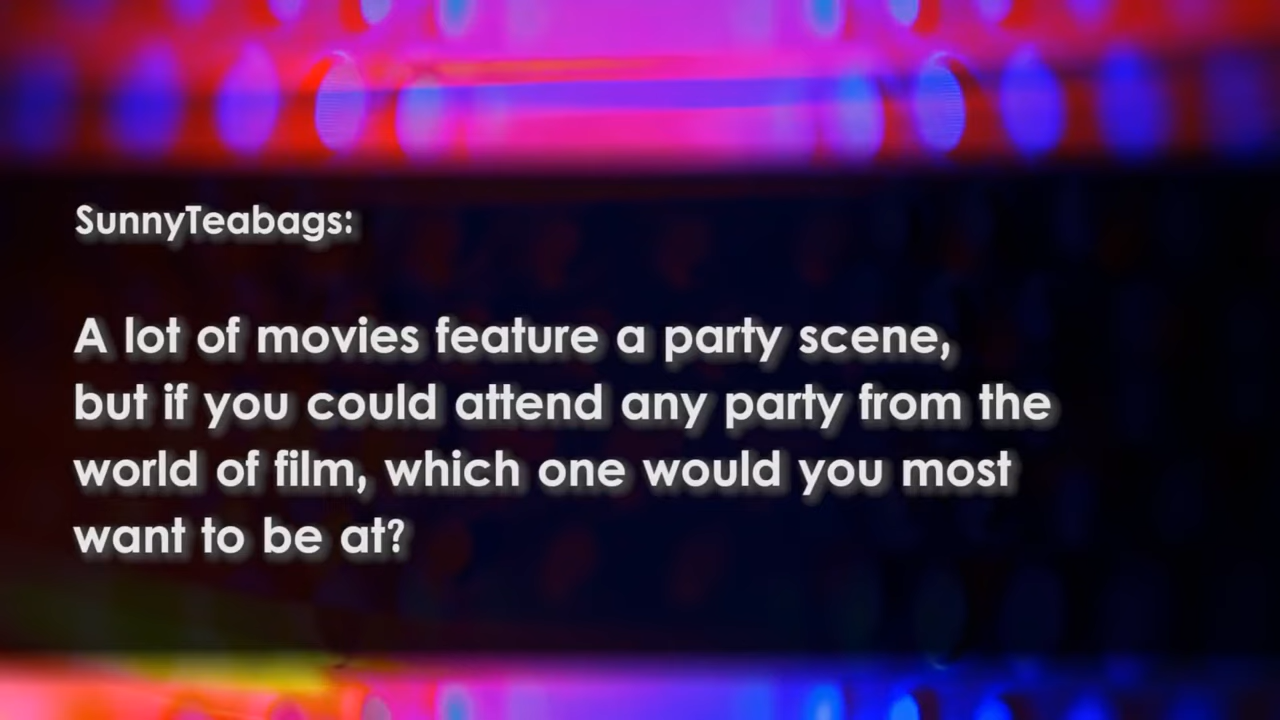 SunnyTeabags:
A lot of movies feature a party scene,
but if you could attend any party from the
world of film, which one would you most
want to be at?